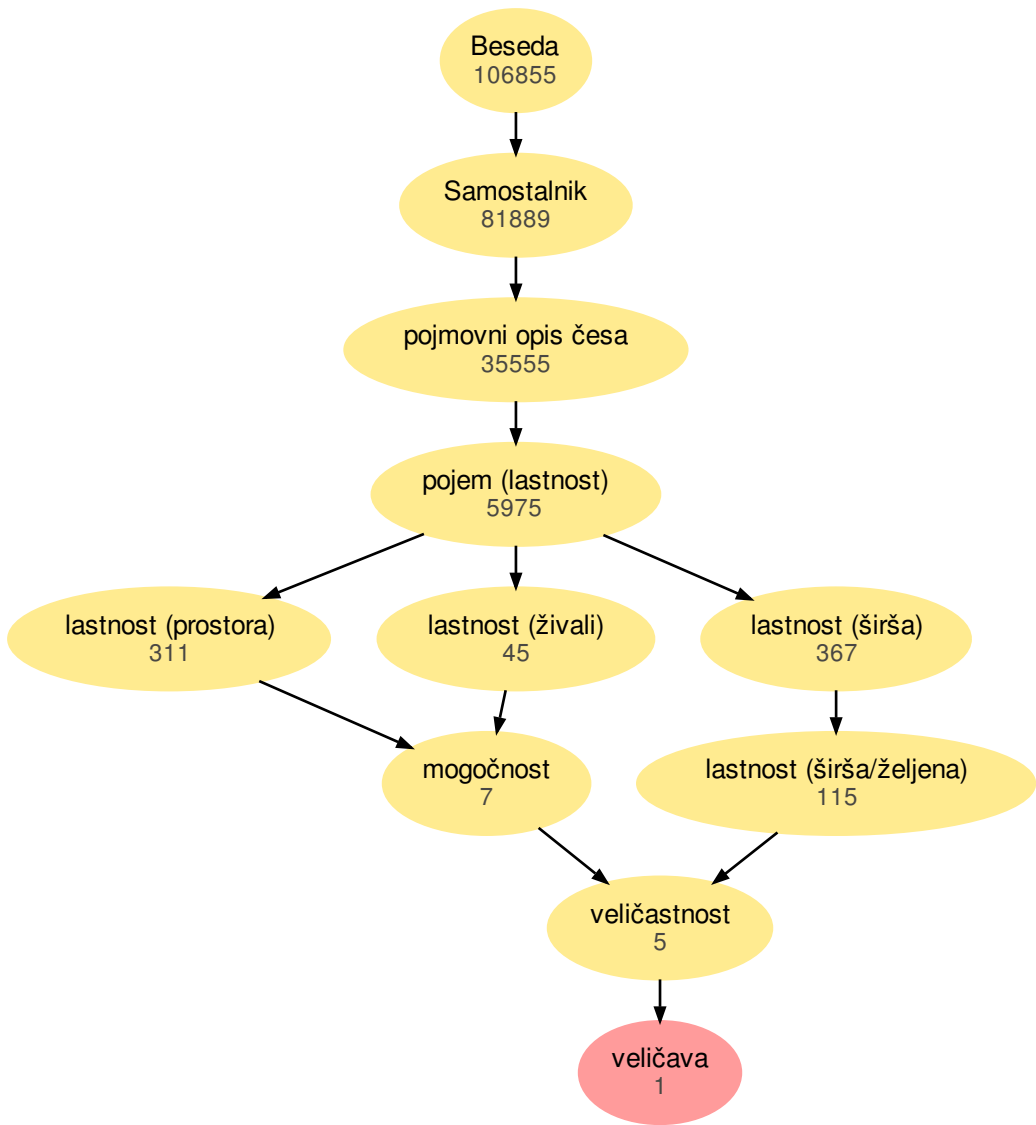 Beseda
106855
Samostalnik
81889
pojmovni opis česa
35555
pojem (lastnost)
5975
lastnost (prostora)
311
lastnost (živali)
45
lastnost (širša)
367
mogočnost
7
lastnost (širša/željena)
115
veličastnost
5
veličava
1